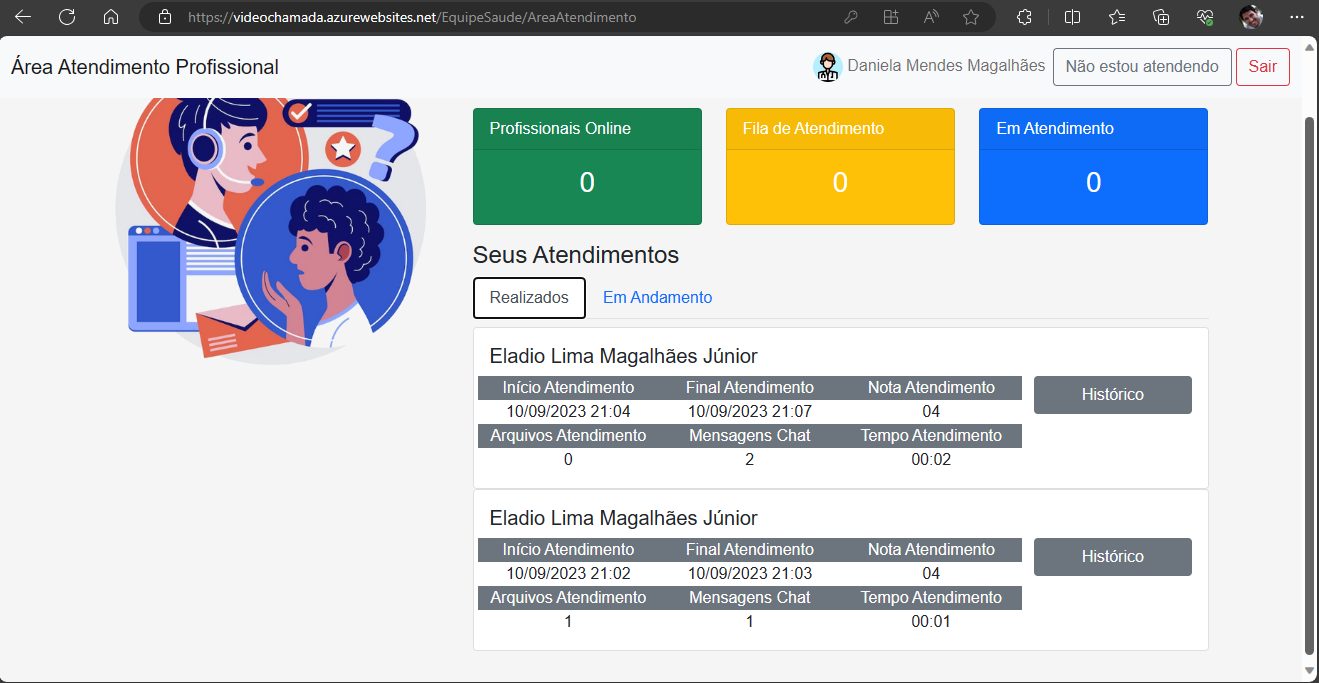 https://videochamada.azurewebsites.net/EquipeSaude/AreaAtendimento
Área Atendimento Profissional
Daniela Mendes Magalhães
Não estou atendendo
Sair
Profissionais Online
Fila de Atendimento
Em Atendimento
0
0
0
Seus Atendimentos
Realizados
Em Andamento
Eladio Lima Magalhães Júnior
Início Atendimento Final Atendimento Nota Atendimento
Histórico
10/09/2023 21:04 10/09/2023 21:07 04
Arquivos Atendimento Mensagens Chat Tempo Atendimento
0 2 00:02
Eladio Lima Magalhães Júnior
Início Atendimento Final Atendimento Nota Atendimento
Histórico
10/09/2023 21:02 10/09/2023 21:03 04
Arquivos Atendimento Mensagens Chat Tempo Atendimento
1 1 00:01